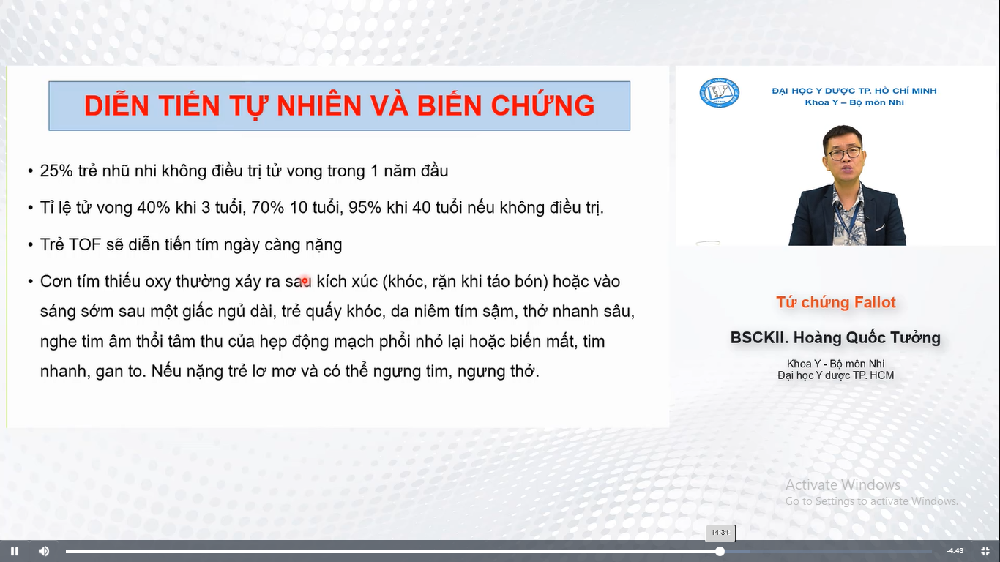 DIỄN TIẾN TỰ NHIÊN VÀ BIẾN CHỨNG
• 25% trẻ nhũ nhi không điều trị tử vong trong 1 năm đầu
• Tỉ lệ tử vong 40% khi 3 tuổi, 70% 10 tuổi, 95% khi 40 tuổi nếu không điều trị.
• Trẻ TOF sẽ diễn tiến tím ngày càng nặng
• Cơn tím thiếu oxy thường xảy ra sau kích xúc (khóc, rặn khi táo bón) hoặc vào
sáng sớm sau một giấc ngủ dài, trẻ quấy khóc, da niêm tím sậm, thở nhanh sâu,
nghe tim âm thổi tâm thu của hẹp động mạch phổi nhỏ lại hoặc biến mất, tim
nhanh, gan to. Nếu nặng trẻ lơ mơ và có thể ngưng tim, ngưng thở.
ĐẠI HỌC Y DƯỢC TP. HỒ CHÍ MINH
Khoa Y – Bộ môn Nhi
Tứ chứng Fallot
BSCKII. Hoàng Quốc Tưởng
Khoa Y - Bộ môn Nhi
Đại học Y dược TP. HCM
Activate Windows
Go to Settings to activate Windows.
14:31
-4:43